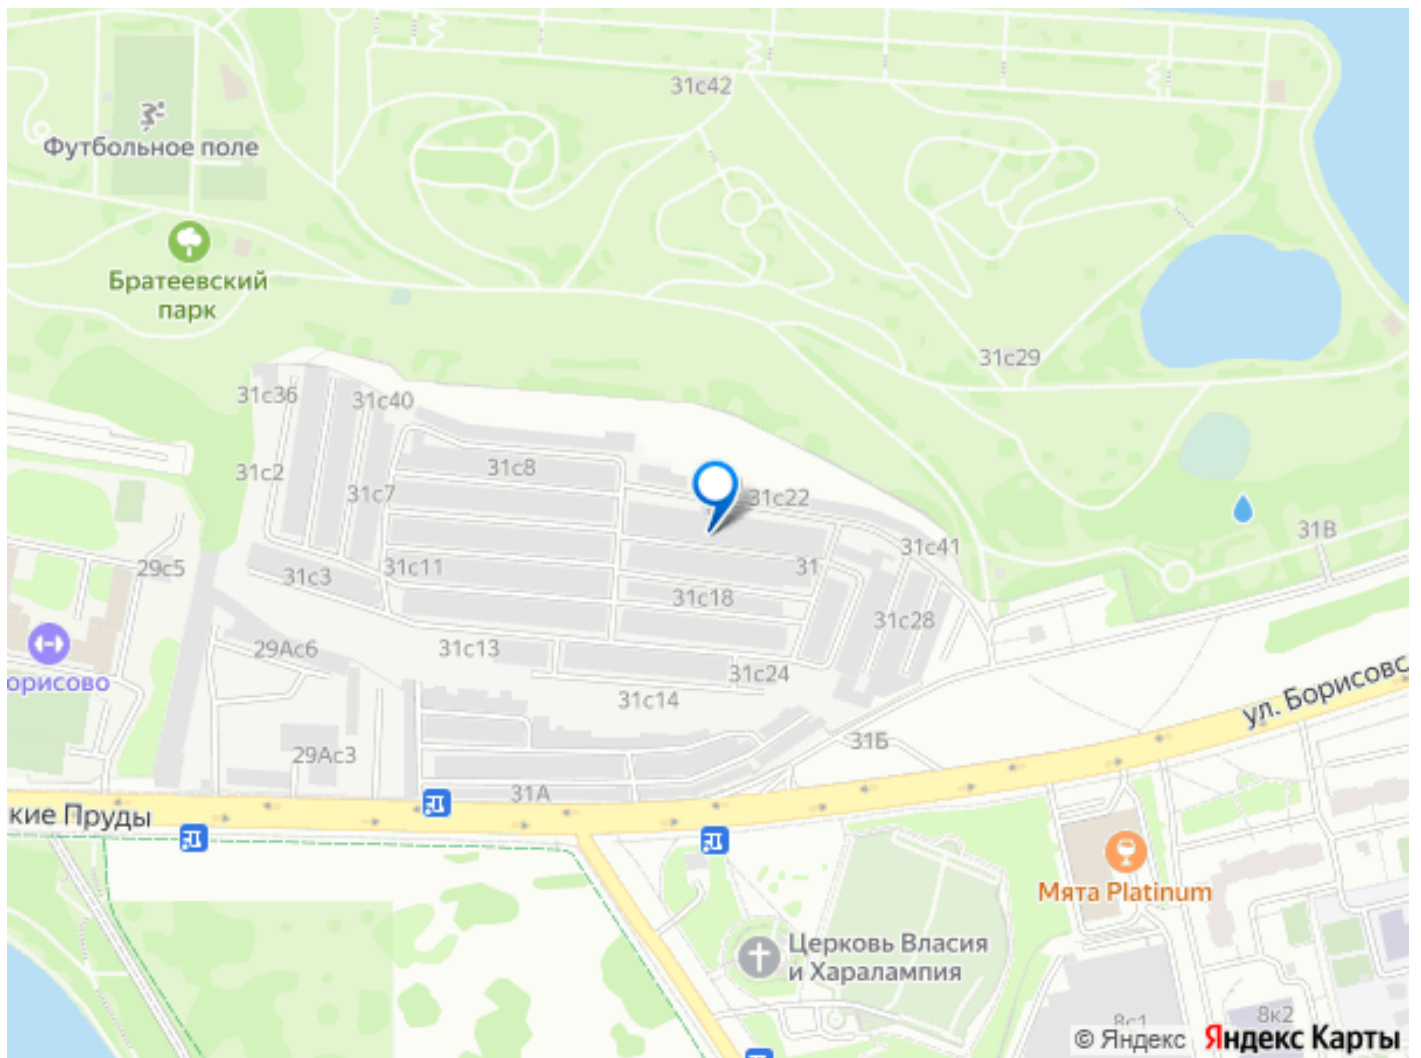 31с42
Футбольное поле
Братеевский
парк
31с29
31с36
31с40
31с8
31с2
31с7
31с22
31В
31с41
29с5
31с3
31с11
31
31с18
31с28
29Ас6
31с13
31с24
орисово
31с14
ул. Борисовс
31Б
29Ас3
31А
кие Пруды
Мята Platinum
Церковь Власия
и Харалампия
8с1
8к2
© Яндекс Яндекс Карты